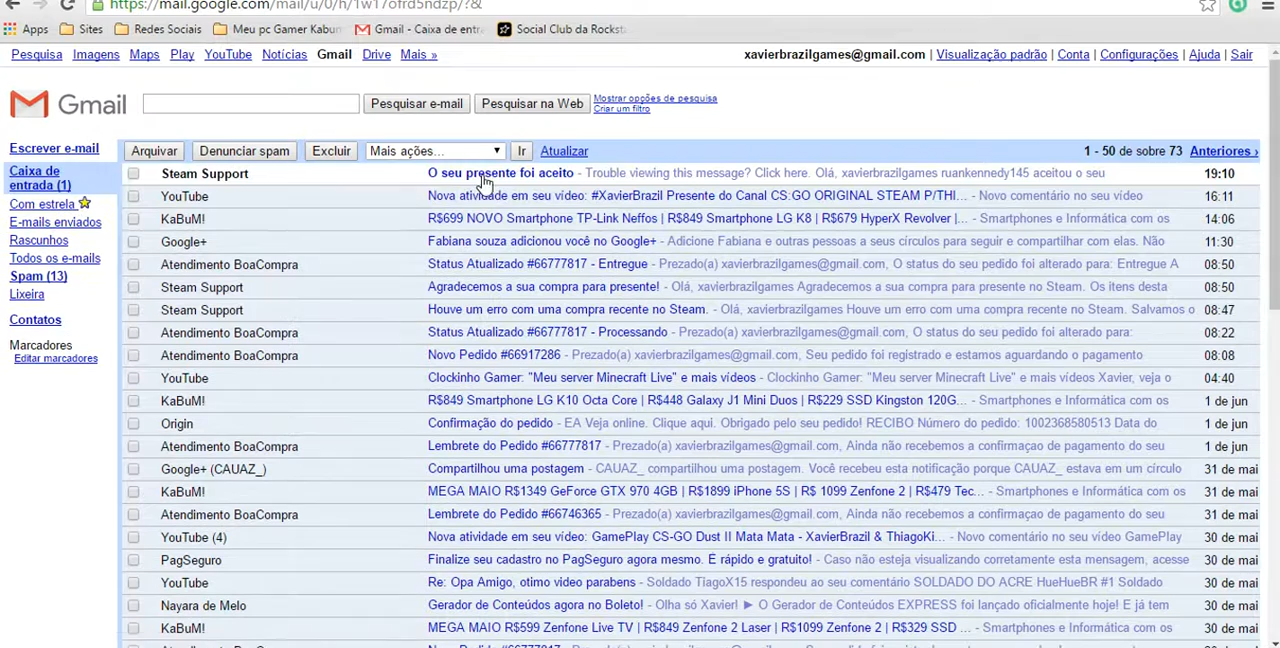 https://mail.google.com/mail/u/0/h/1w17ofrd5ndzp/?&
Apps Sites Redes Sociais Meu pc Gamer Kabum Gmail - Caixa de entra Social Club da Rocksta
Pesquisa Imagens Maps Play YouTube Notícias Gmail Drive Mais » xavierbrazilgames@gmail.com | Visualização padrão | Conta | Configurações | Ajuda | Sair
Gmail Pesquisar e-mail Pesquisar na Web Mostrar opções de pesquisa
Criar um filtro
Escrever e-mail
Caixa de entrada (1)
Com estrela
E-mails enviados
Rascunhos
Todos os e-mails
Spam (13)
Lixeira
Contatos
Marcadores
Editar marcadores
Arquivar Denunciar spam Excluir Mais ações... Ir Atualizar 1 - 50 de sobre 73 Anteriores ›
Steam Support O seu presente foi aceito - Trouble viewing this message? Click here. Olá, xavierbrazilgames ruankennedy145 aceitou o seu 19:10
YouTube Nova atividade em seu vídeo: #XavierBrazil Presente do Canal CS:GO ORIGINAL STEAM P/THI... - Novo comentário no seu vídeo 16:11
KaBuM! R$699 NOVO Smartphone TP-Link Neffos | R$849 Smartphone LG K8 | R$679 HyperX Revolver |... - Smartphones e Informática com os 14:06
Google+ Fabiana souza adicionou você no Google+ - Adicione Fabiana e outras pessoas a seus círculos para seguir e compartilhar com elas. Não 11:30
Atendimento BoaCompra Status Atualizado #66777817 - Entregue - Prezado(a) xavierbrazilgames@gmail.com, O status do seu pedido foi alterado para: Entregue A 08:50
Steam Support Agradecemos a sua compra para presente! - Olá, xavierbrazilgames Agradecemos a sua compra para presente no Steam. Os itens desta 08:50
Steam Support Houve um erro com uma compra recente no Steam. - Olá, xavierbrazilgames Houve um erro com uma compra recente no Steam. Salvamos o 08:47
Atendimento BoaCompra Status Atualizado #66777817 - Processando - Prezado(a) xavierbrazilgames@gmail.com, O status do seu pedido foi alterado para: 08:22
Atendimento BoaCompra Novo Pedido #66917286 - Prezado(a) xavierbrazilgames@gmail.com, Seu pedido foi registrado e estamos aguardando o pagamento 08:08
YouTube Clockinho Gamer: "Meu server Minecraft Live" e mais vídeos - Clockinho Gamer: "Meu server Minecraft Live" e mais vídeos Xavier, veja o 04:40
KaBuM! R$849 Smartphone LG K10 Octa Core | R$448 Galaxy J1 Mini Duos | R$229 SSD Kingston 120G... - Smartphones e Informática com os 1 de jun
Origin Confirmação do pedido - EA Veja online. Clique aqui. Obrigado pelo seu pedido! RECIBO Número do pedido: 1002368580513 Data do 1 de jun
Atendimento BoaCompra Lembrete do Pedido #66777817 - Prezado(a) xavierbrazilgames@gmail.com, Ainda não recebemos a confirmaçao de pagamento do seu 1 de jun
Google+ (CAUAZ_) Compartilhou uma postagem - CAUAZ_ compartilhou uma postagem. Você recebeu esta notificação porque CAUAZ_ estava em um círculo 31 de mai
KaBuM! MEGA MAIO R$1349 GeForce GTX 970 4GB | R$1899 iPhone 5S | R$ 1099 Zenfone 2 | R$479 Tec... - Smartphones e Informática com os 31 de mai
Atendimento BoaCompra Lembrete do Pedido #66746365 - Prezado(a) xavierbrazilgames@gmail.com, Ainda não recebemos a confirmaçao de pagamento do seu 31 de mai
YouTube (4) Nova atividade em seu vídeo: GamePlay CS-GO Dust II Mata Mata - XavierBrazil & ThiagoKi... - Novo comentário no seu vídeo GamePlay 30 de mai
PagSeguro Finalize seu cadastro no PagSeguro agora mesmo. É rápido e gratuito! - Caso não esteja visualizando corretamente esta mensagem, acesse 30 de mai
YouTube Re: Opa Amigo, otimo video parabens - Soldado TiagoX15 respondeu ao seu comentário SOLDADO DO ACRE HueHueBR #1 Soldado 30 de mai
Nayara de Melo Gerador de Conteúdos agora no Boleto! - Olha só Xavier! ► O Gerador de Conteúdos EXPRESS foi lançado oficialmente hoje! E já tem 30 de mai
KaBuM! MEGA MAIO R$599 Zenfone Live TV | R$849 Zenfone 2 Laser | R$1099 Zenfone 2 | R$329 SSD ... - Smartphones e Informática com os 30 de mai